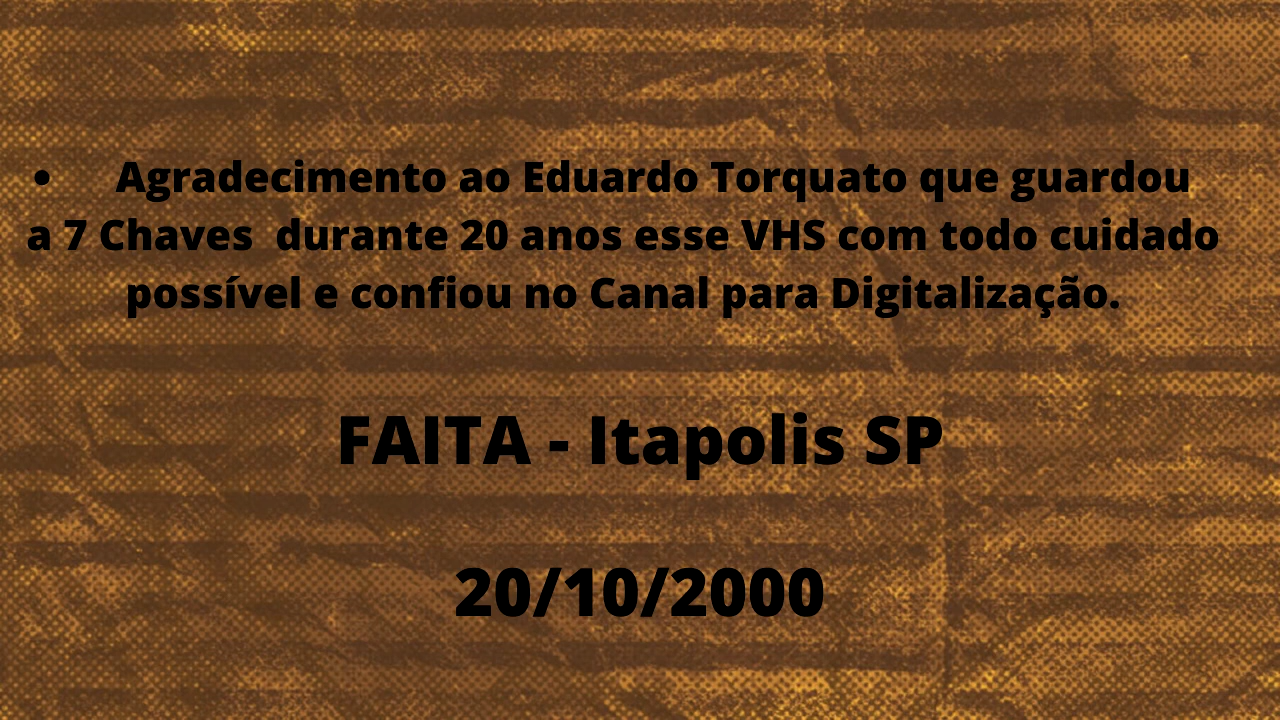 • Agradecimento ao Eduardo Torquato que guardou
a 7 Chaves durante 20 anos esse VHS com todo cuidado
possível e confiou no Canal para Digitalização.
FAITA - Itapolis SP
20/10/2000